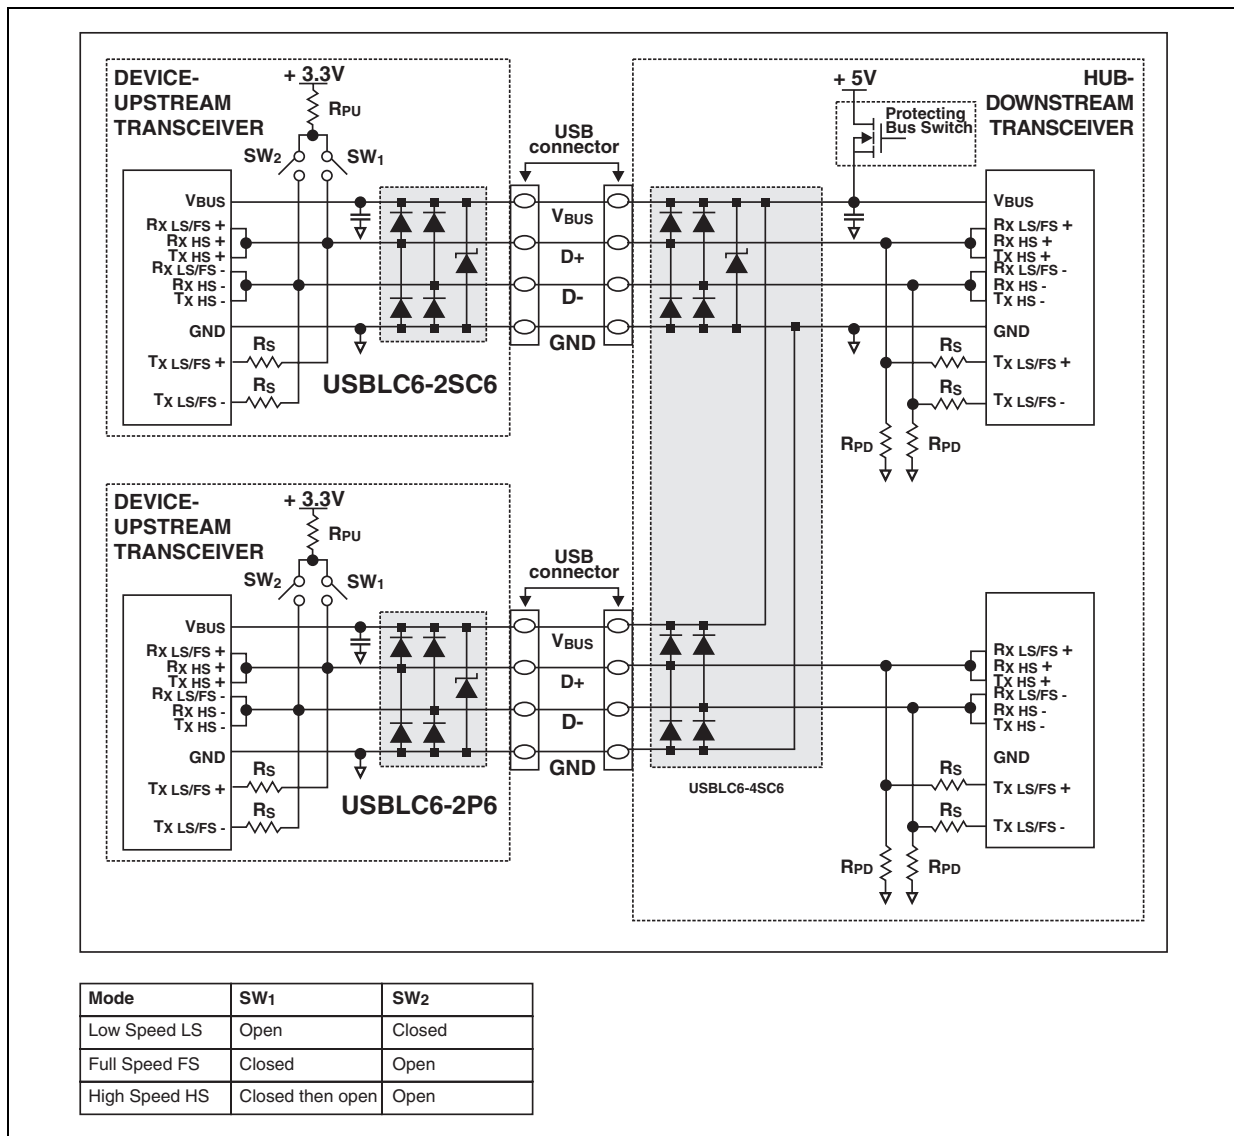 DEVICE-
UPSTREAM
TRANSCEIVER
+ 3.3V
RPU
SW2
SW1
VBUS
RX LS/FS +
RX HS +
TX HS +
RX LS/FS -
RX HS -
TX HS -
GND
TX LS/FS +
TX LS/FS -
RS
RS
USBLC6-2SC6
USB
connector
VBUS
D+
D-
GND
+ 5V
Protecting
Bus Switch
HUB-
DOWNSTREAM
TRANSCEIVER
VBUS
RX LS/FS +
RX HS +
TX HS +
RX LS/FS -
RX HS -
TX HS -
GND
TX LS/FS +
TX LS/FS -
RS
RS
RPD
RPD
DEVICE-
UPSTREAM
TRANSCEIVER
+ 3.3V
RPU
SW2
SW1
VBUS
RX LS/FS +
RX HS +
TX HS +
RX LS/FS -
RX HS -
TX HS -
GND
TX LS/FS +
TX LS/FS -
RS
RS
USBLC6-2P6
USB
connector
VBUS
D+
D-
GND
USBLC6-4SC6
RX LS/FS +
RX HS +
TX HS +
RX LS/FS -
RX HS -
TX HS -
GND
TX LS/FS +
TX LS/FS -
RS
RS
RPD
RPD
Mode SW1 SW2
Low Speed LS Open Closed
Full Speed FS Closed Open
High Speed HS Closed then open Open